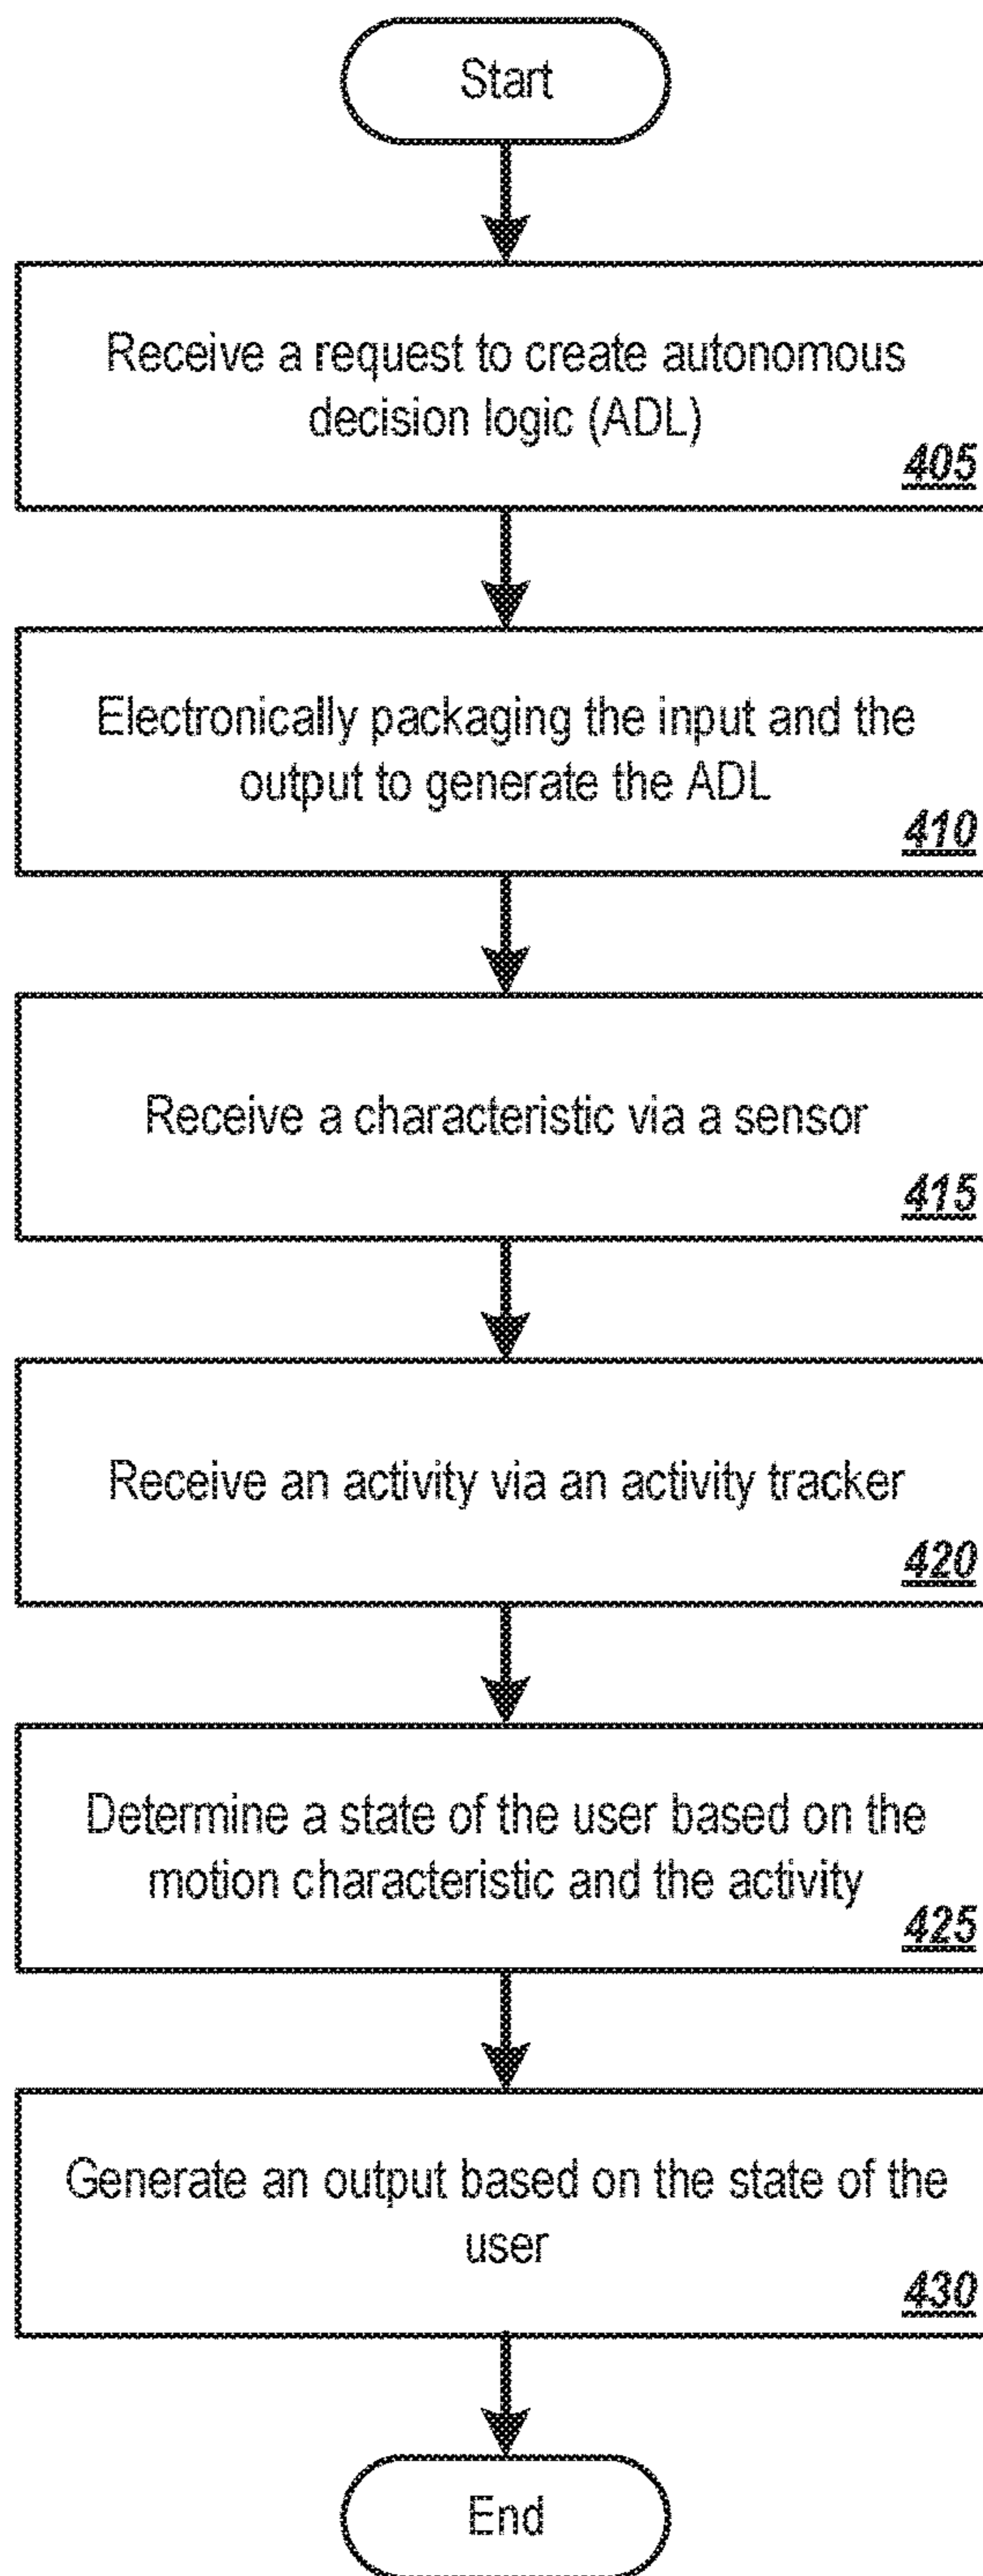 Start
Receive a request to create autonomous
decision logic (ADL)
405
Electronically packaging the input and the
output to generate the ADL
410
Receive a characteristic via a sensor
415
Receive an activity via an activity tracker
420
Determine a state of the user based on the
motion characteristic and the activity
425
Generate an output based on the state of the
user
430
End